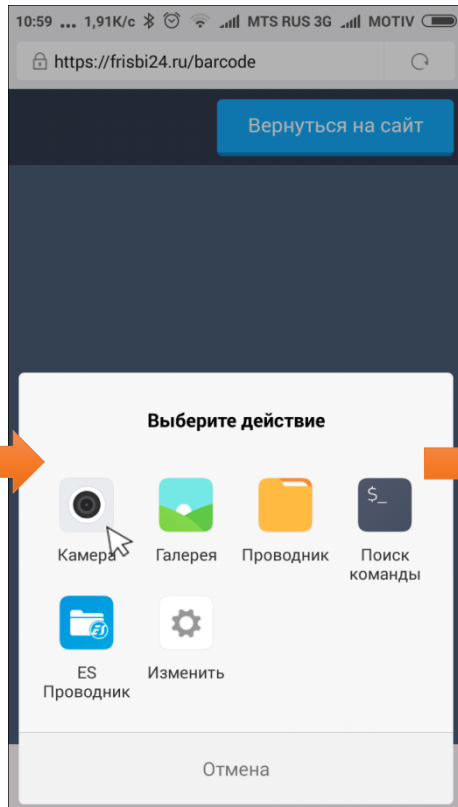 10:59 ... 1,91K/c MTS RUS 3G MOTIV
https://frisbi24.ru/barcode
Вернуться на сайт
Выберите действие
Камера Галерея Проводник Поиск команды
$_
ES
ES Проводник Изменить
Отмена